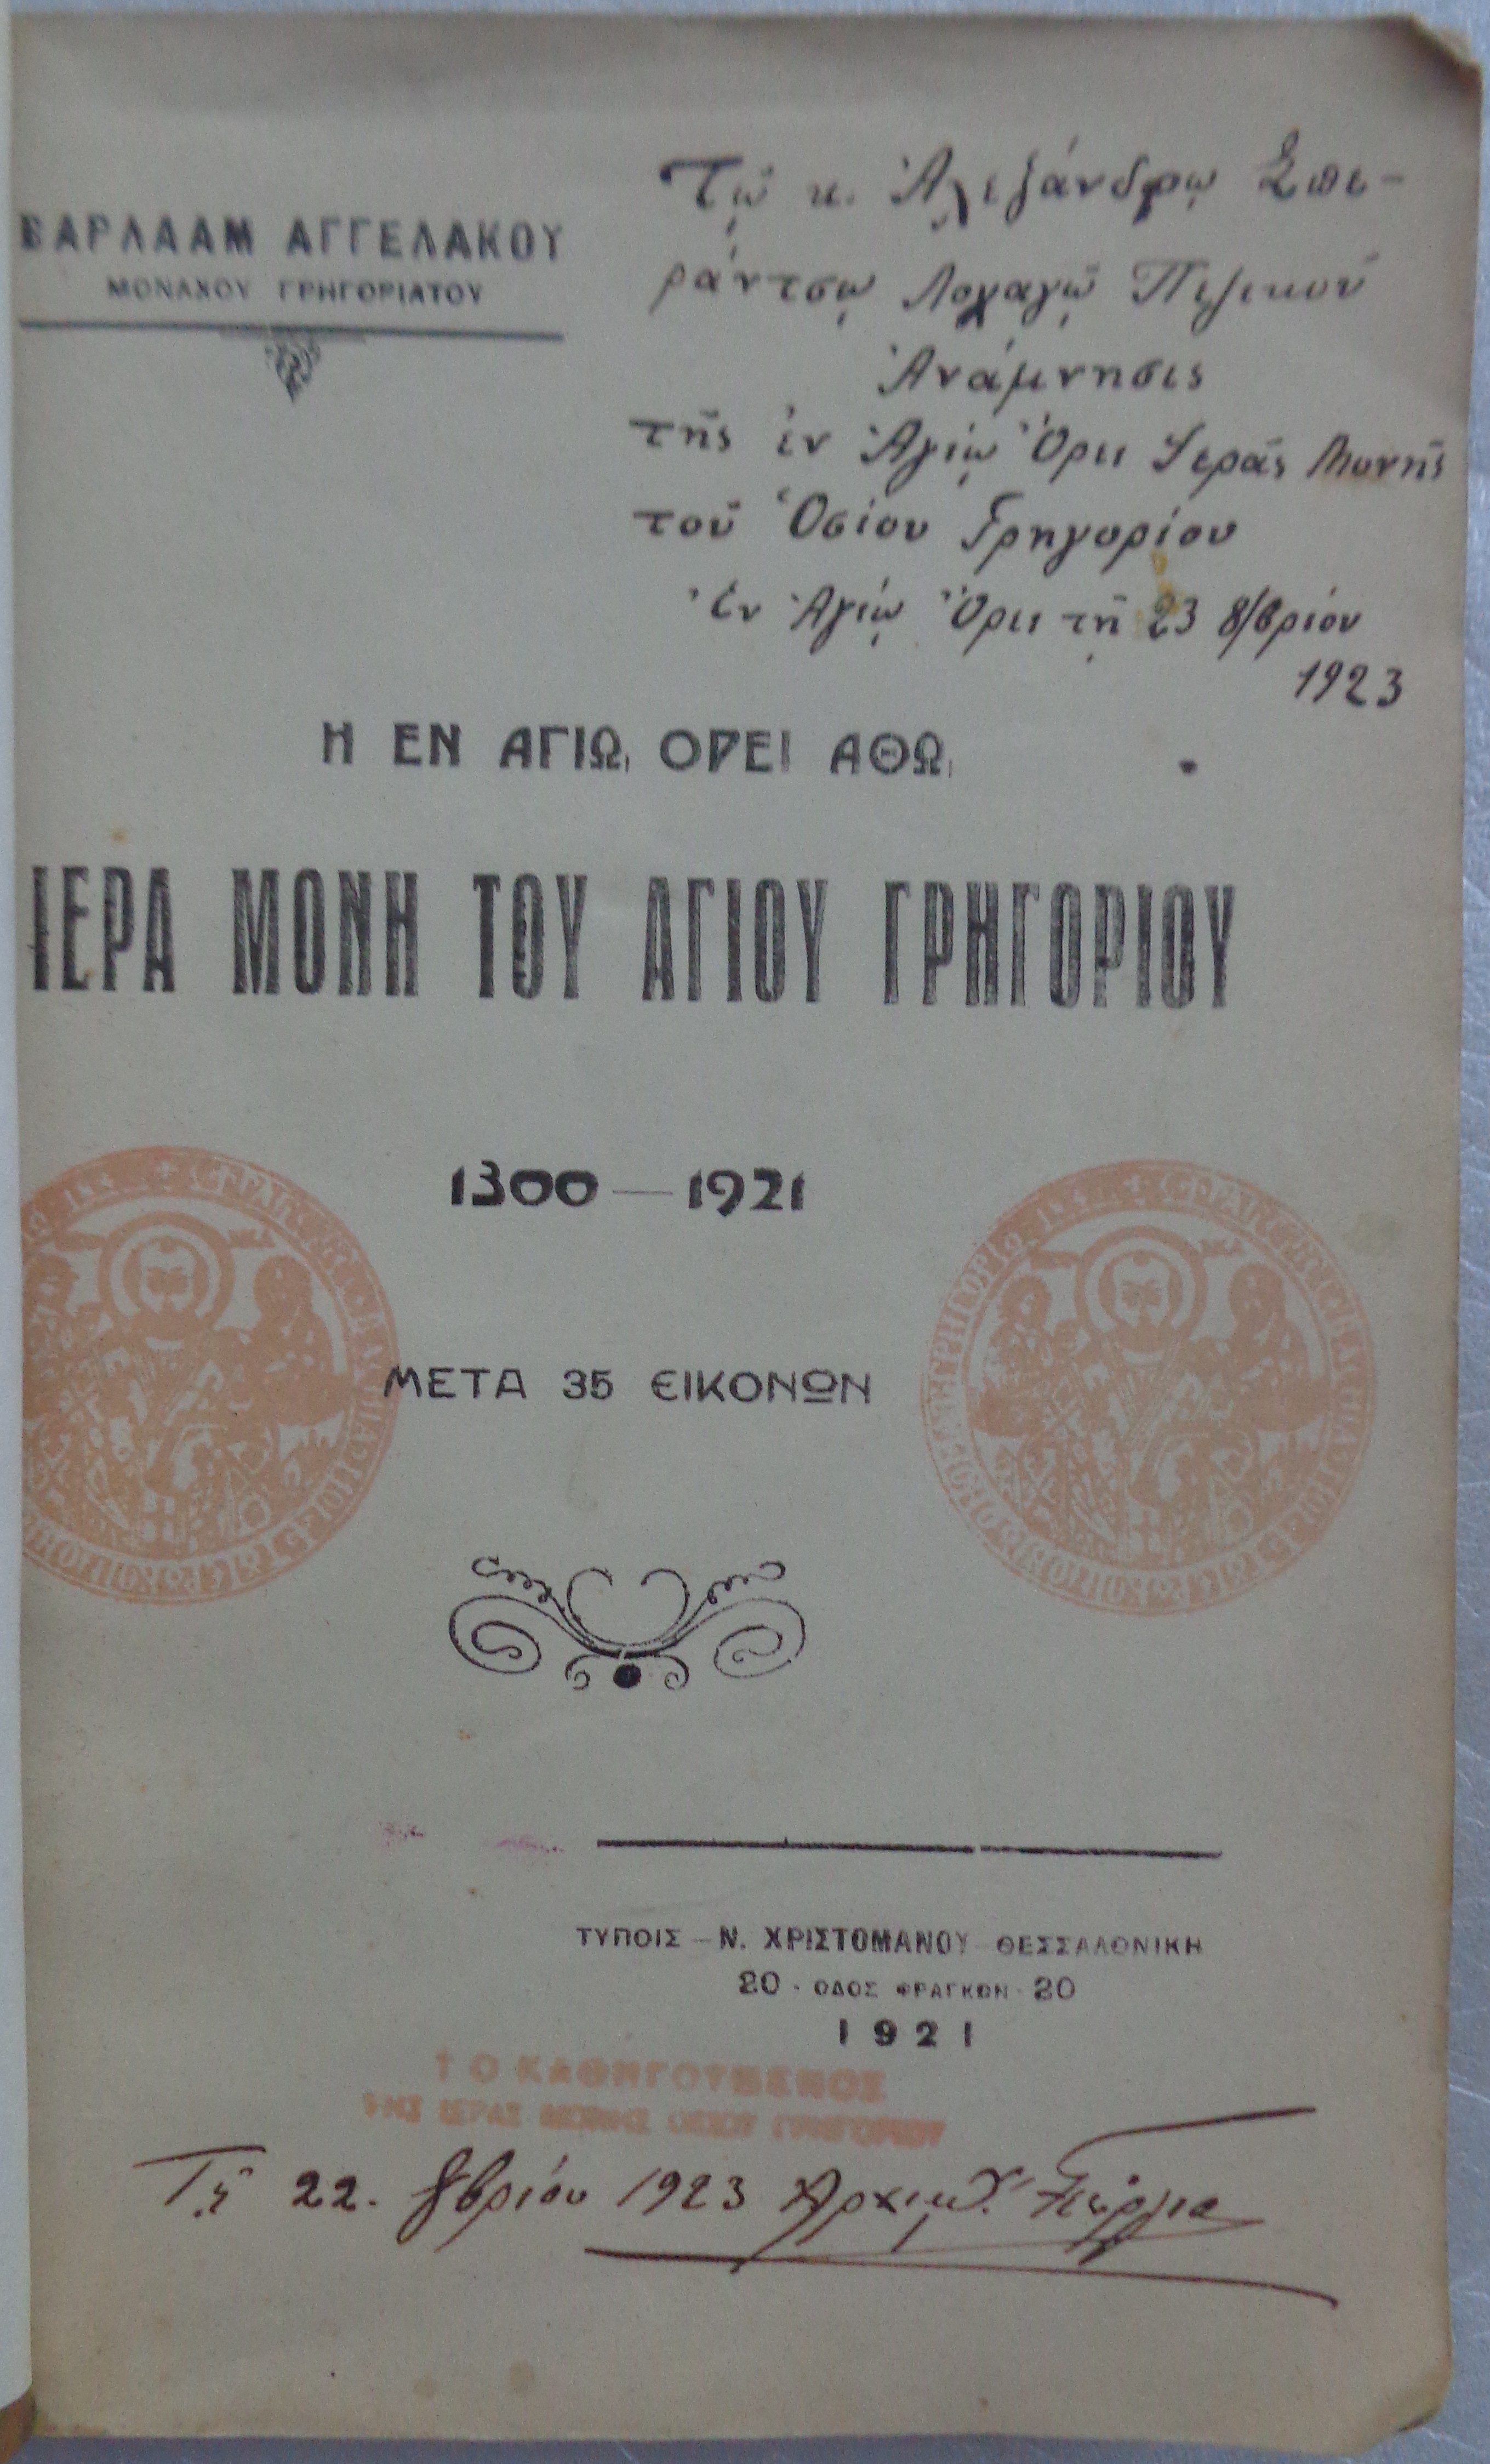 ΒΑΡΛΑΑΜ ΑΓΓΕΛΑΚΟΥ
ΜΟΝΑΧΟΥ ΓΡΗΓΟΡΙΑΤΟΥ
Τῷ κ. Ἀλεξάνδρῳ Σπε-
ράντσῳ Λοχαγῷ Πεζικοῦ
Ἀνάμνησις
τῆς ἐν Ἁγίῳ Ὄρει Ἱερᾶς Μονῆς
τοῦ Ὁσίου Γρηγορίου
Ἐν Ἁγίῳ Ὄρει τῇ 23 8/βρίου
1923
Η ΕΝ ΑΓΙΩ, ΟΡΕΙ ΑΘΩ,
ΙΕΡΑ ΜΟΝΗ ΤΟΥ ΑΓΙΟΥ ΓΡΗΓΟΡΙΟΥ
1300 — 1921
ΜΕΤΑ 35 ΕΙΚΟΝΩΝ
ΤΥΠΟΙΣ — Ν. ΧΡΙΣΤΟΜΑΝΟΥ - ΘΕΣΣΑΛΟΝΙΚΗ
20 - ΟΔΟΣ ΦΡΑΓΚΩΝ - 20
1921
† Ο ΚΑΘΗΓΟΥΜΕΝΟΣ
ΤΗΣ ΙΕΡΑΣ ΜΟΝΗΣ ΟΣΙΟΥ ΓΡΗΓΟΡΙΟΥ
Τῇ 22. 8βρίου 1923 Ἀρχιμ.